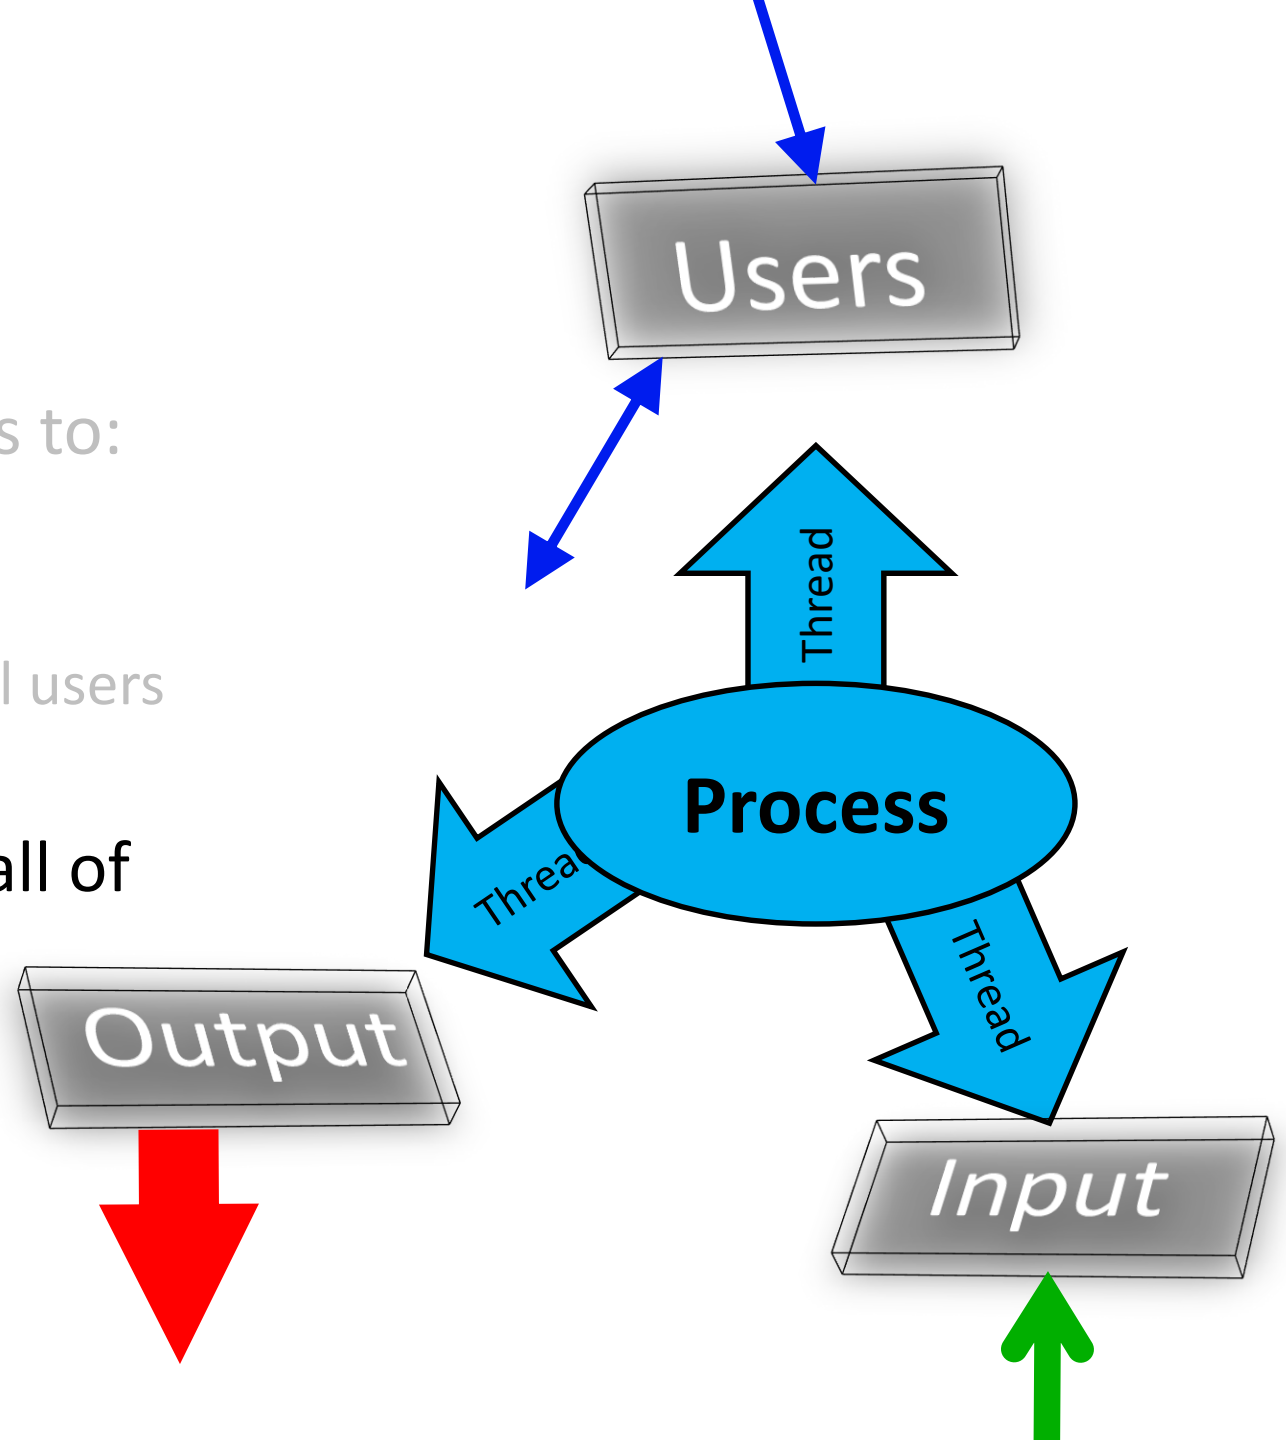 Users
s to:
Thread
l users
Process
all of
Threa
Thread
Output
Input